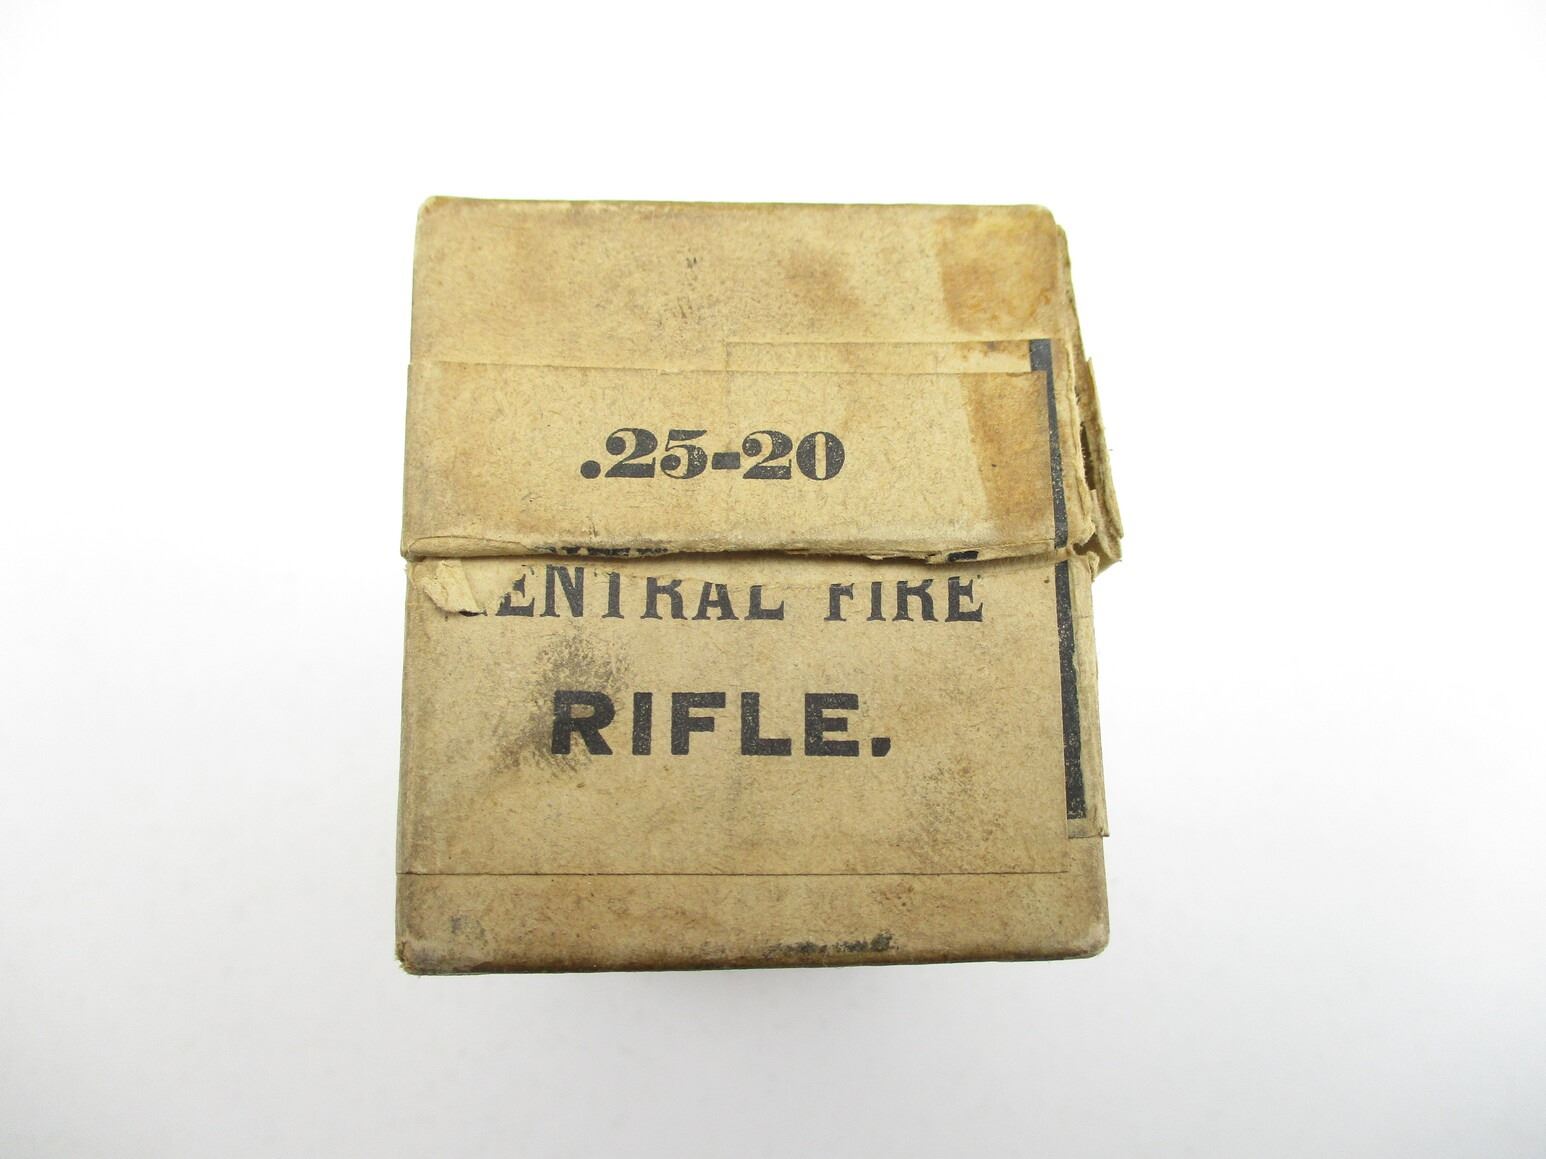 .25-20
CENTRAL FIRE
RIFLE.